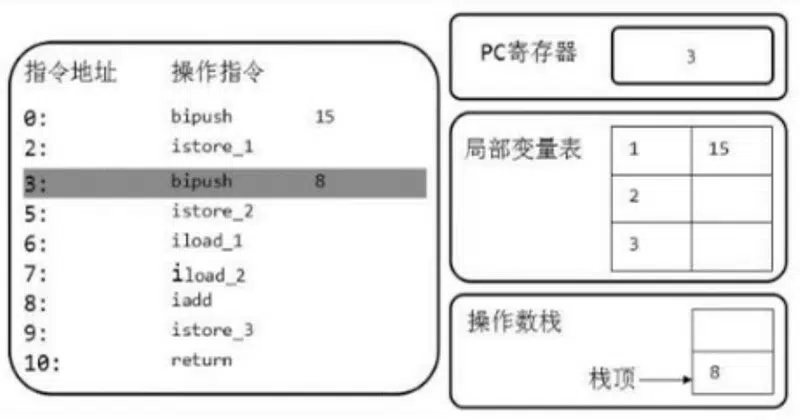 指令地址 操作指令
0: bipush 15
2: istore_1
3: bipush 8
5: istore_2
6: iload_1
7: iload_2
8: iadd
9: istore_3
10: return
PC寄存器 3
局部变量表
1 15
2
3
操作数栈
栈顶 8